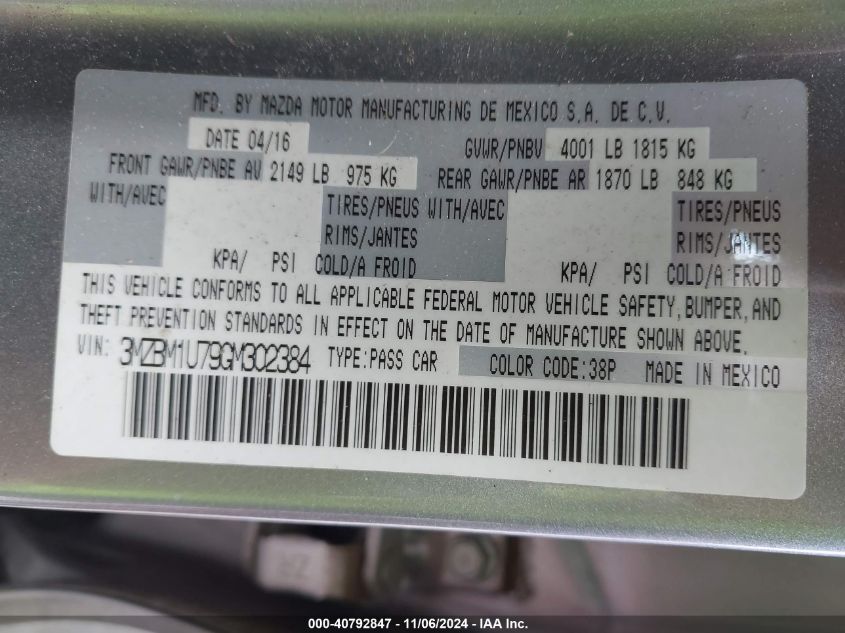 MFD. BY MAZDA MOTOR MANUFACTURING DE MEXICO S.A. DE C.V.
DATE 04/16 GVWR/PNBV 4001 LB 1815 KG
FRONT GAWR/PNBE AV 2149 LB 975 KG REAR GAWR/PNBE AR 1870 LB 848 KG
WITH/AVEC TIRES/PNEUS WITH/AVEC TIRES/PNEUS
RIMS/JANTES RIMS/JANTES
KPA/ PSI COLD/A FROID KPA/ PSI COLD/A FROID
THIS VEHICLE CONFORMS TO ALL APPLICABLE FEDERAL MOTOR VEHICLE SAFETY, BUMPER, AND
THEFT PREVENTION STANDARDS IN EFFECT ON THE DATE OF MANUFACTURE SHOWN ABOVE.
VIN: 3MZBM1U79GM302384 TYPE:PASS CAR COLOR CODE:38P MADE IN MEXICO
000-40792847 - 11/06/2024 - IAA Inc.